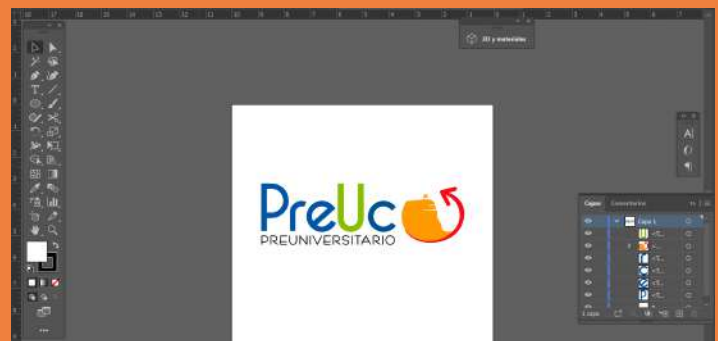 3D y materiales
PreUc
PREUNIVERSITARIO
Capas Comentarios
Capa 1
1 capa